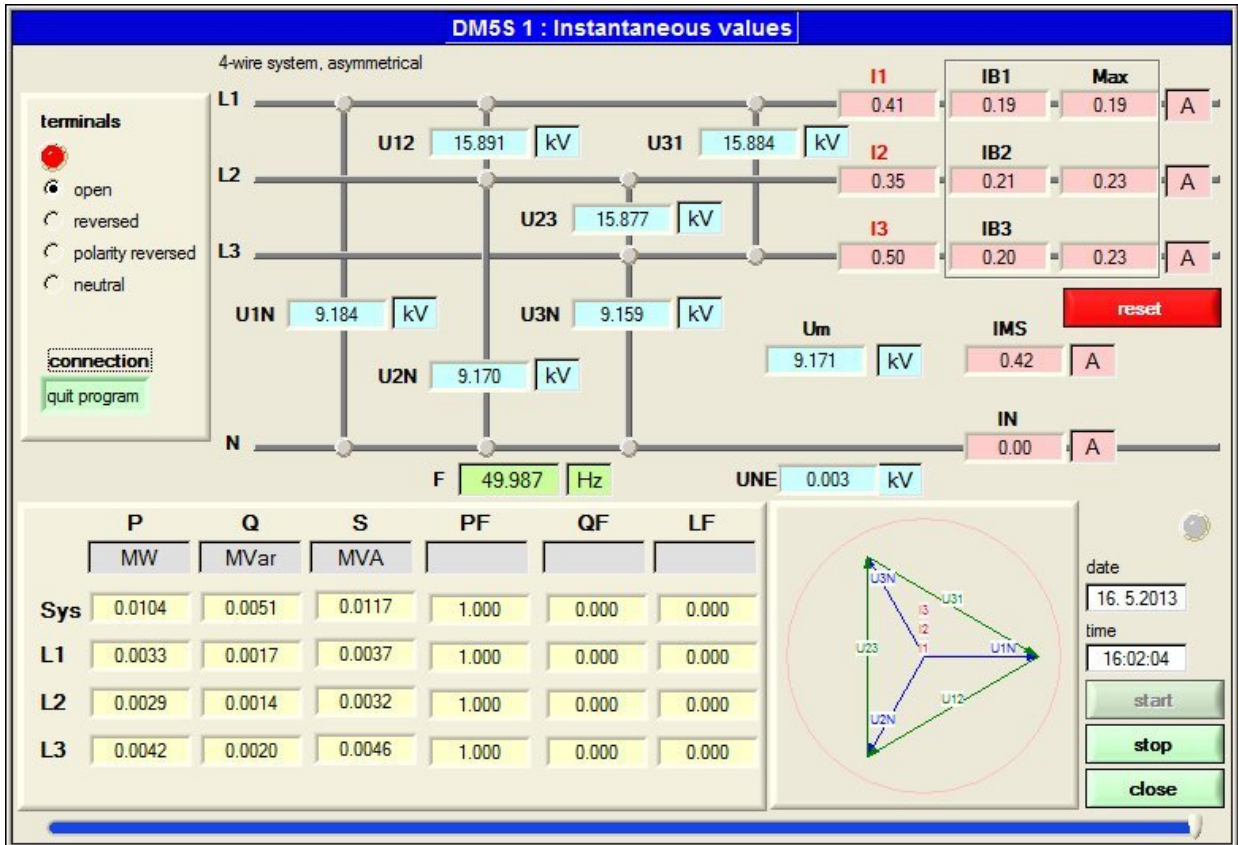 DM5S 1 : Instantaneous values
4-wire system, asymmetrical
terminals
open
reversed
polarity reversed
neutral
connection
quit program
L1
I1 IB1 Max
0.41 0.19 0.19 A
U12 15.891 kV U31 15.884 kV
L2
I2 IB2
0.35 0.21 0.23 A
U23 15.877 kV
L3
I3 IB3
0.50 0.20 0.23 A
reset
U1N 9.184 kV U3N 9.159 kV
Um IMS
9.171 kV 0.42 A
U2N 9.170 kV
N
IN
0.00 A
F 49.987 Hz UNE 0.003 kV
P Q S PF QF LF
MW MVar MVA
Sys 0.0104 0.0051 0.0117 1.000 0.000 0.000
L1 0.0033 0.0017 0.0037 1.000 0.000 0.000
L2 0.0029 0.0014 0.0032 1.000 0.000 0.000
L3 0.0042 0.0020 0.0046 1.000 0.000 0.000
U3N
U31
I3
I2
U23 I1 U1N
U12
U2N
date
16. 5.2013
time
16:02:04
start
stop
close